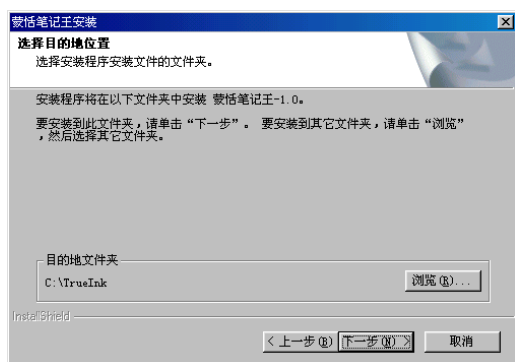 蒙恬笔记王安装
选择目的地位置
选择安装程序安装文件的文件夹。
安装程序将在以下文件夹中安装 蒙恬笔记王-1.0。
要安装到此文件夹，请单击“下一步”。 要安装到其它文件夹，请单击“浏览”
，然后选择其它文件夹。
目的地文件夹
C:\TrueInk
浏览(R)...
InstallShield
< 上一步(B) 下一步(N) > 取消